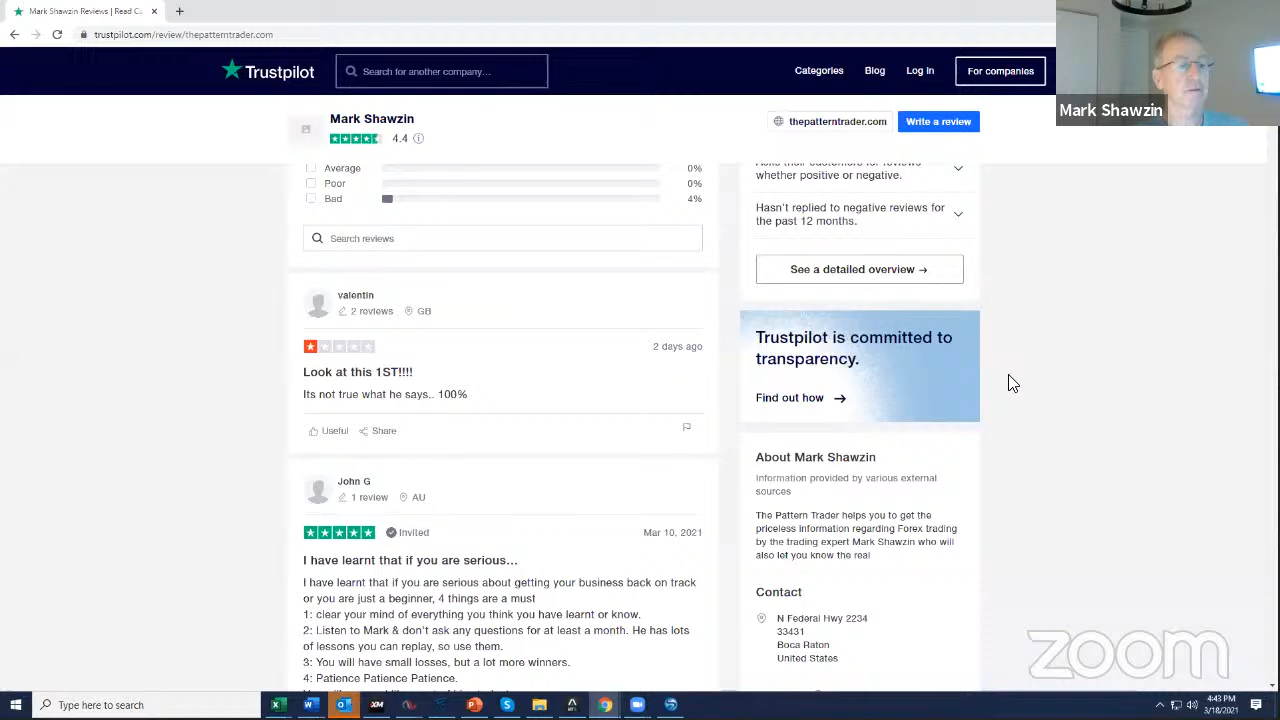 Mark Shawzin Reviews | Read Cu
trustpilot.com/review/thepatterntrader.com
Trustpilot
Search for another company...
Categories
Blog
Log In
For companies
Mark Shawzin
Mark Shawzin
4.4
thepatterntrader.com
Write a review
Average
0%
Poor
0%
Bad
4%
Search reviews
whether positive or negative.
Hasn't replied to negative reviews for
the past 12 months.
See a detailed overview →
valentin
2 reviews
GB
2 days ago
Look at this 1ST!!!!
Its not true what he says.. 100%
Useful
Share
Trustpilot is committed to
transparency.
Find out how →
John G
1 review
AU
Invited
Mar 10, 2021
I have learnt that if you are serious...
I have learnt that if you are serious about getting your business back on track
or you are just a beginner, 4 things are a must
1: clear your mind of everything you think you have learnt or know.
2: Listen to Mark & don't ask any questions for at least a month. He has lots
of lessons you can replay, so use them.
3: You will have small losses, but a lot more winners.
4: Patience Patience Patience.
About Mark Shawzin
Information provided by various external
sources
The Pattern Trader helps you to get the
priceless information regarding Forex trading
by the trading expert Mark Shawzin who will
also let you know the real
Contact
N Federal Hwy 2234
33431
Boca Raton
United States
zoom
Type here to search
4:43 PM
3/18/2021